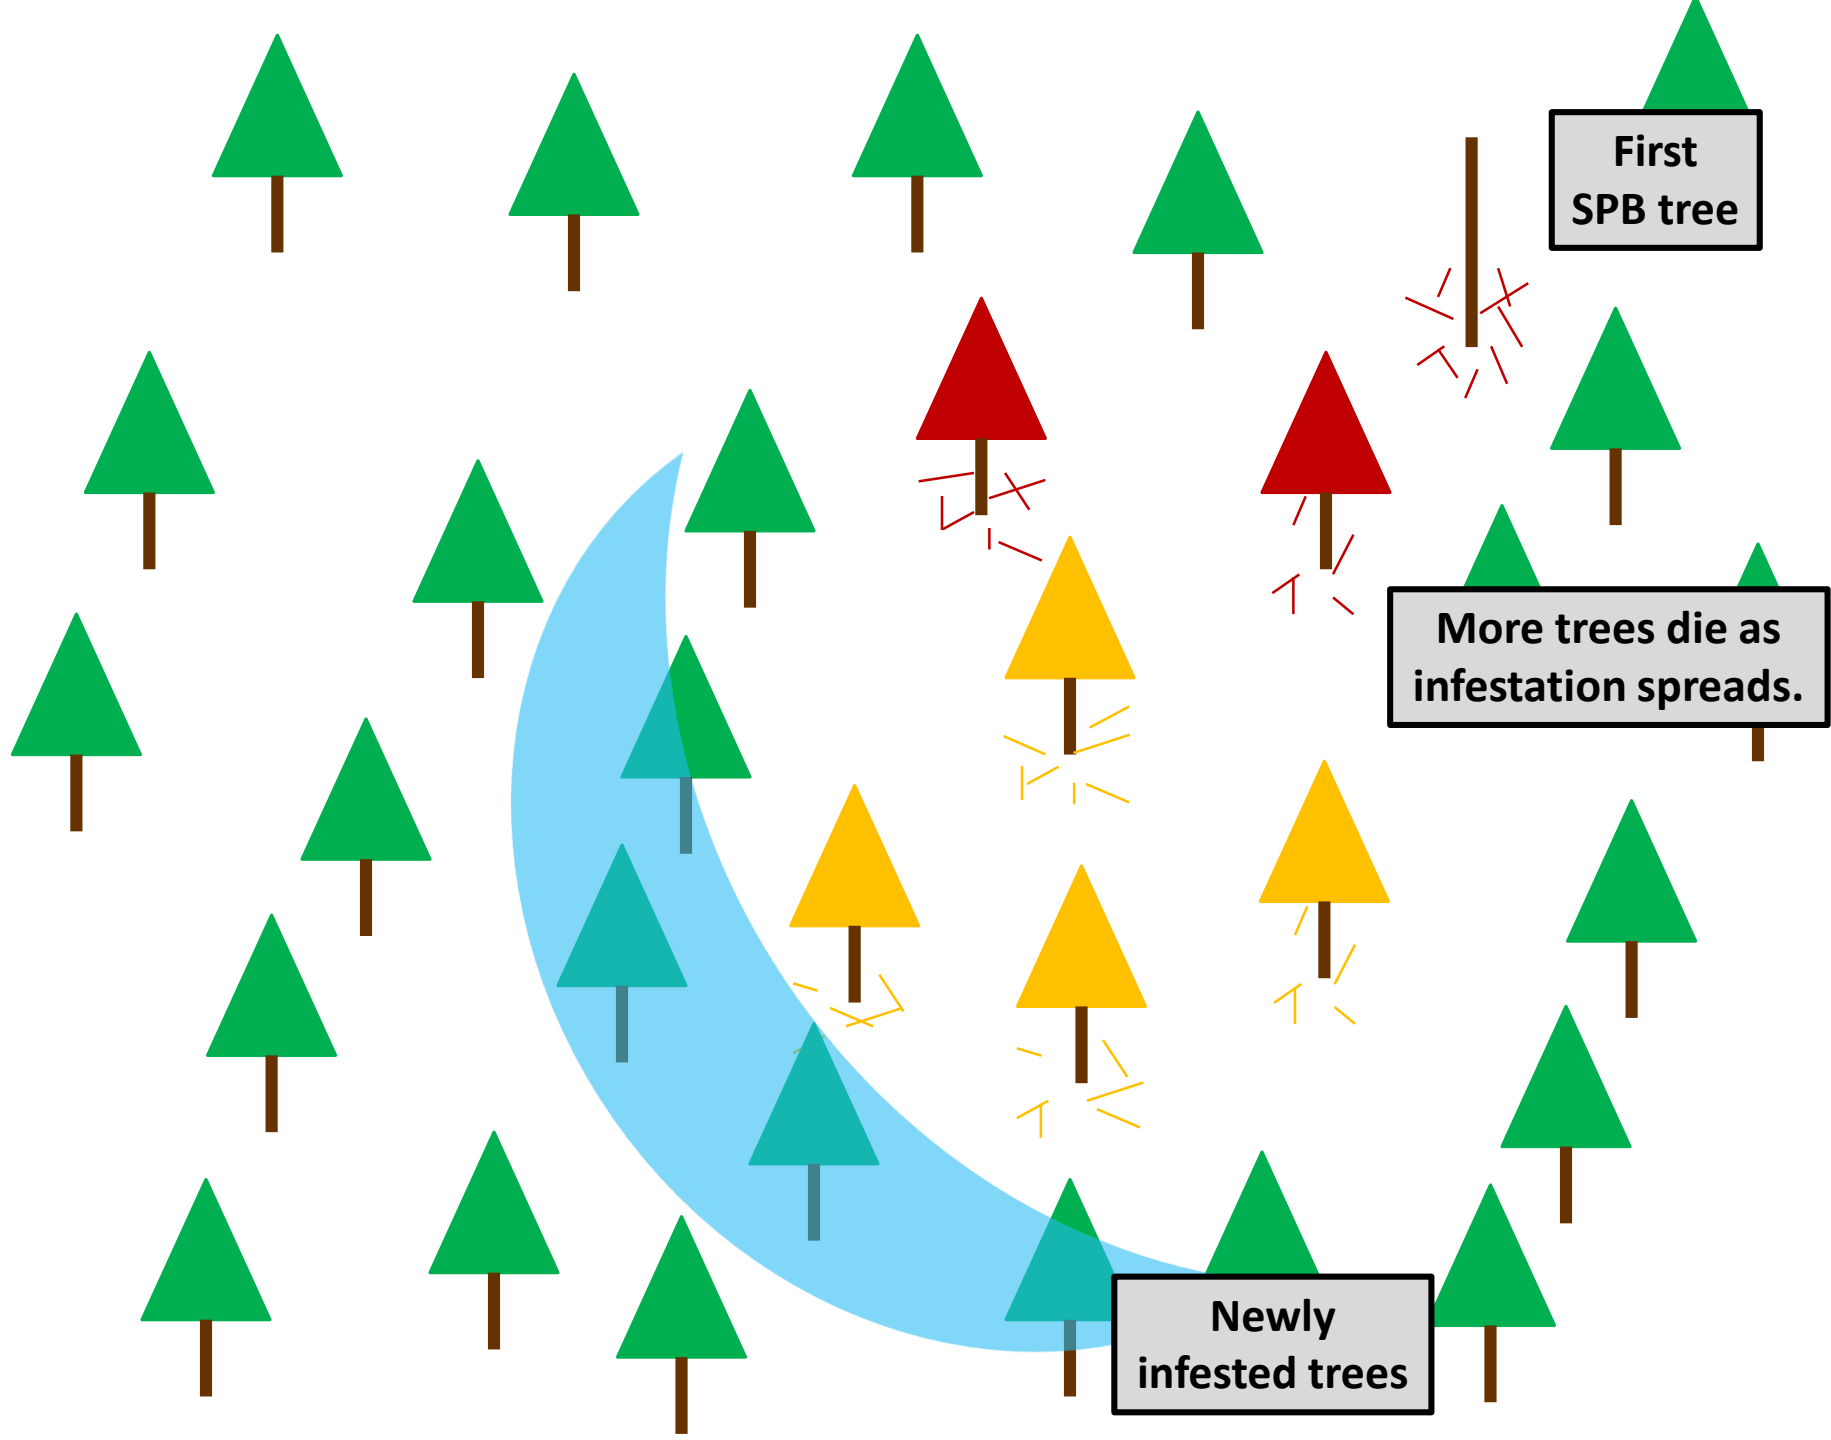 First
SPB tree
More trees die as
infestation spreads.
Newly
infested trees